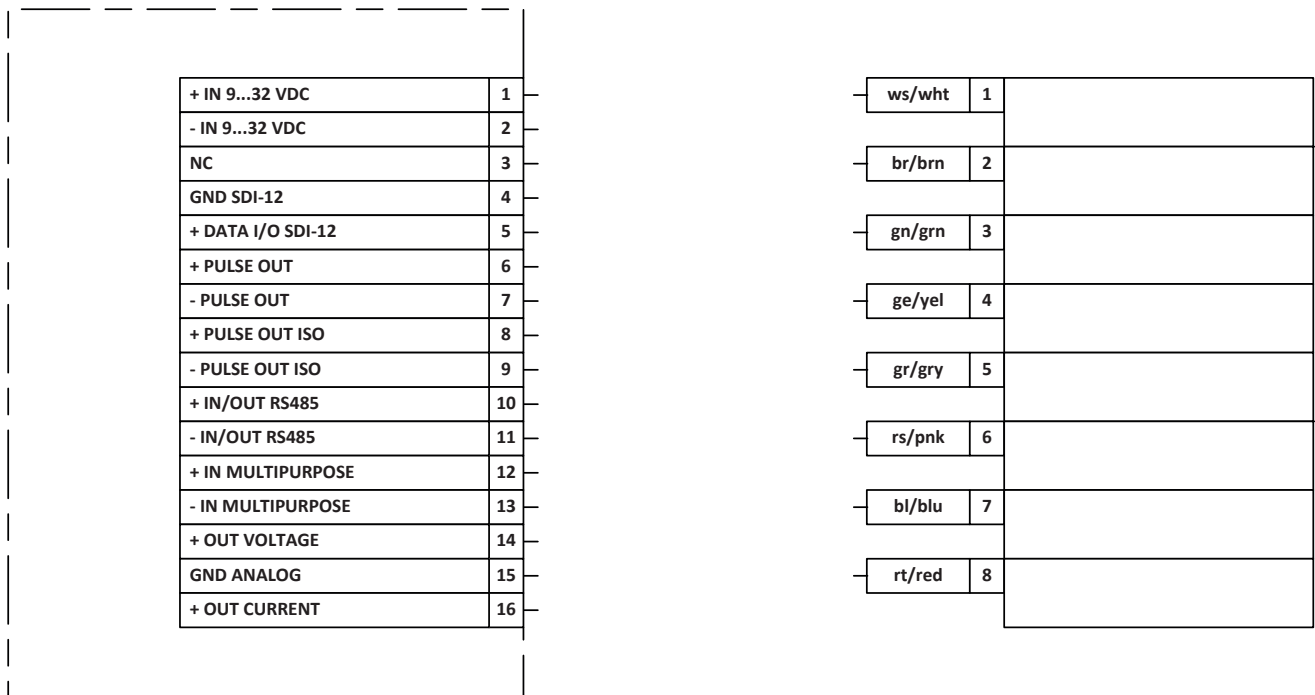 + IN 9...32 VDC 1
- IN 9...32 VDC 2
NC 3
GND SDI-12 4
+ DATA I/O SDI-12 5
+ PULSE OUT 6
- PULSE OUT 7
+ PULSE OUT ISO 8
- PULSE OUT ISO 9
+ IN/OUT RS485 10
- IN/OUT RS485 11
+ IN MULTIPURPOSE 12
- IN MULTIPURPOSE 13
+ OUT VOLTAGE 14
GND ANALOG 15
+ OUT CURRENT 16
ws/wht 1
br/brn 2
gn/grn 3
ge/yel 4
gr/gry 5
rs/pnk 6
bl/blu 7
rt/red 8